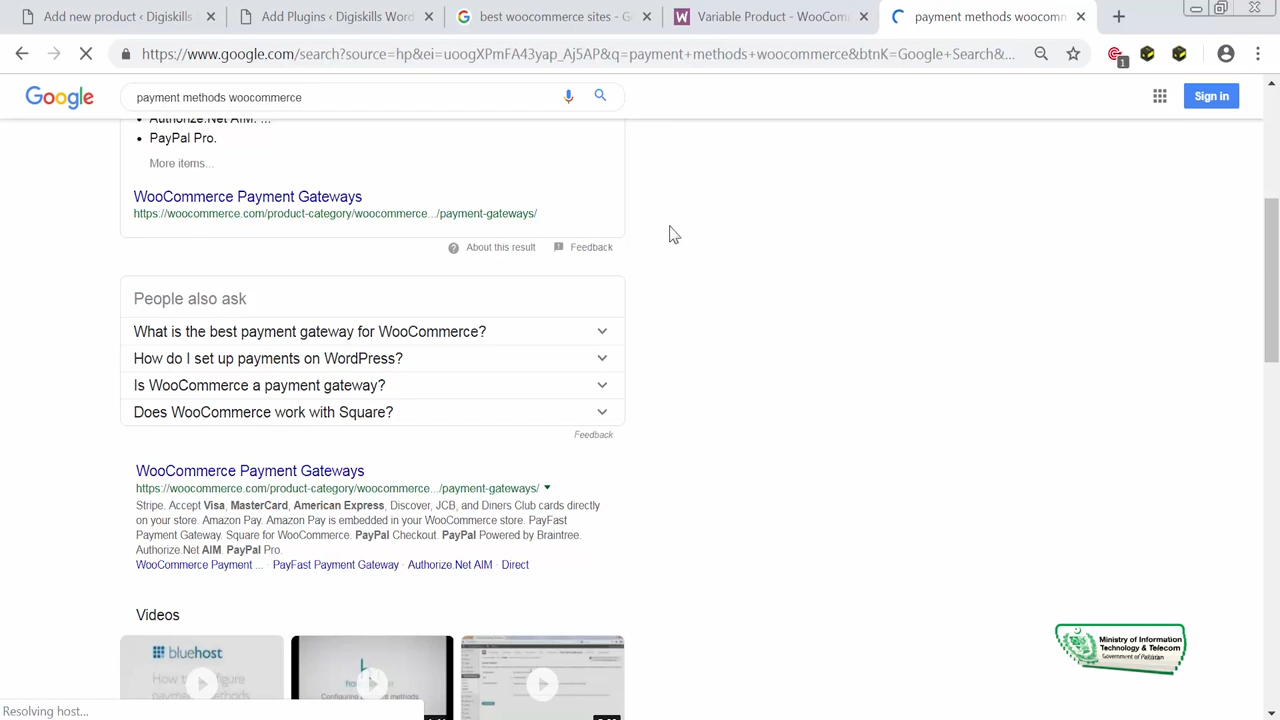 Add new product ‹ Digiskills
Add Plugins ‹ Digiskills Word
best woocommerce sites - G
Variable Product - WooComm
payment methods woocomm
https://www.google.com/search?source=hp&ei=uoogXPmFA43yap_Aj5AP&q=payment+methods+woocommerce&btnK=Google+Search&...
1
Google
payment methods woocommerce
Sign in
Authorize.Net AIM. ...
PayPal Pro.
More items...
WooCommerce Payment Gateways
https://woocommerce.com/product-category/woocommerce.../payment-gateways/
About this result
Feedback
People also ask
What is the best payment gateway for WooCommerce?
How do I set up payments on WordPress?
Is WooCommerce a payment gateway?
Does WooCommerce work with Square?
Feedback
WooCommerce Payment Gateways
https://woocommerce.com/product-category/woocommerce.../payment-gateways/
Stripe. Accept Visa, MasterCard, American Express, Discover, JCB, and Diners Club cards directly
on your store. Amazon Pay. Amazon Pay is embedded in your WooCommerce store. PayFast
Payment Gateway. Square for WooCommerce. PayPal Checkout. PayPal Powered by Braintree.
Authorize.Net AIM. PayPal Pro.
WooCommerce Payment ... · PayFast Payment Gateway · Authorize.Net AIM · Direct
Videos
bluehost
payment methods
Configuring
methods
Ministry of Information
Technology & Telecom
Government of Pakistan
Resolving host...